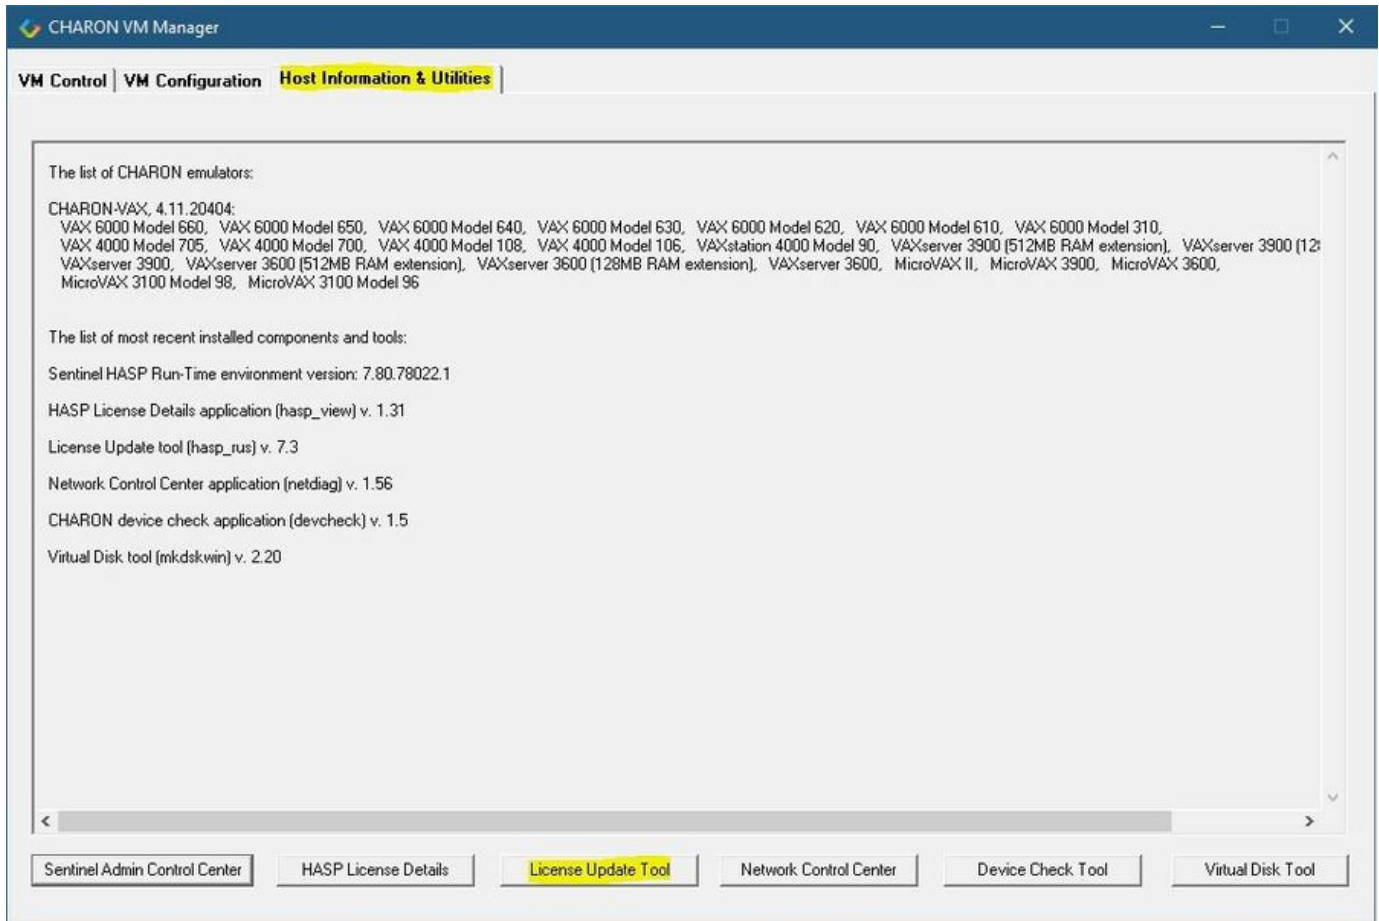 CHARON VM Manager
VM Control VM Configuration Host Information & Utilities
The list of CHARON emulators:
CHARON-VAX, 4.11.20404:
VAX 6000 Model 660, VAX 6000 Model 650, VAX 6000 Model 640, VAX 6000 Model 630, VAX 6000 Model 620, VAX 6000 Model 610, VAX 6000 Model 310,
VAX 4000 Model 705, VAX 4000 Model 700, VAX 4000 Model 108, VAX 4000 Model 106, VAXstation 4000 Model 90, VAXserver 3900 (512MB RAM extension), VAXserver 3900 (12
VAXserver 3900, VAXserver 3600 (512MB RAM extension), VAXserver 3600 (128MB RAM extension), VAXserver 3600, MicroVAX II, MicroVAX 3900, MicroVAX 3600,
MicroVAX 3100 Model 98, MicroVAX 3100 Model 96
The list of most recent installed components and tools:
Sentinel HASP Run-Time environment version: 7.80.78022.1
HASP License Details application (hasp_view) v. 1.31
License Update tool (hasp_rus) v. 7.3
Network Control Center application (netdiag) v. 1.56
CHARON device check application (devcheck) v. 1.5
Virtual Disk tool (mkdskwin) v. 2.20
Sentinel Admin Control Center HASP License Details License Update Tool Network Control Center Device Check Tool Virtual Disk Tool